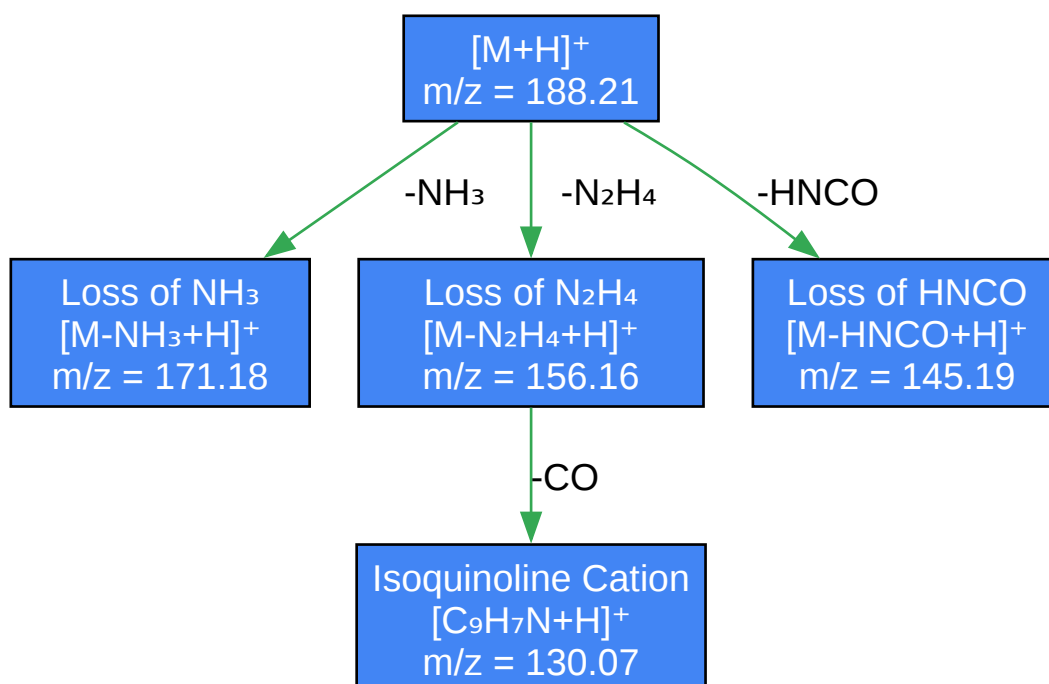 [M+H]⁺
m/z = 188.21
-NH₃
-N₂H₄
-HNCO
Loss of NH₃
[M-NH₃+H]⁺
m/z = 171.18
Loss of N₂H₄
[M-N₂H₄+H]⁺
m/z = 156.16
Loss of HNCO
[M-HNCO+H]⁺
m/z = 145.19
-CO
Isoquinoline Cation
[C₉H₇N+H]⁺
m/z = 130.07